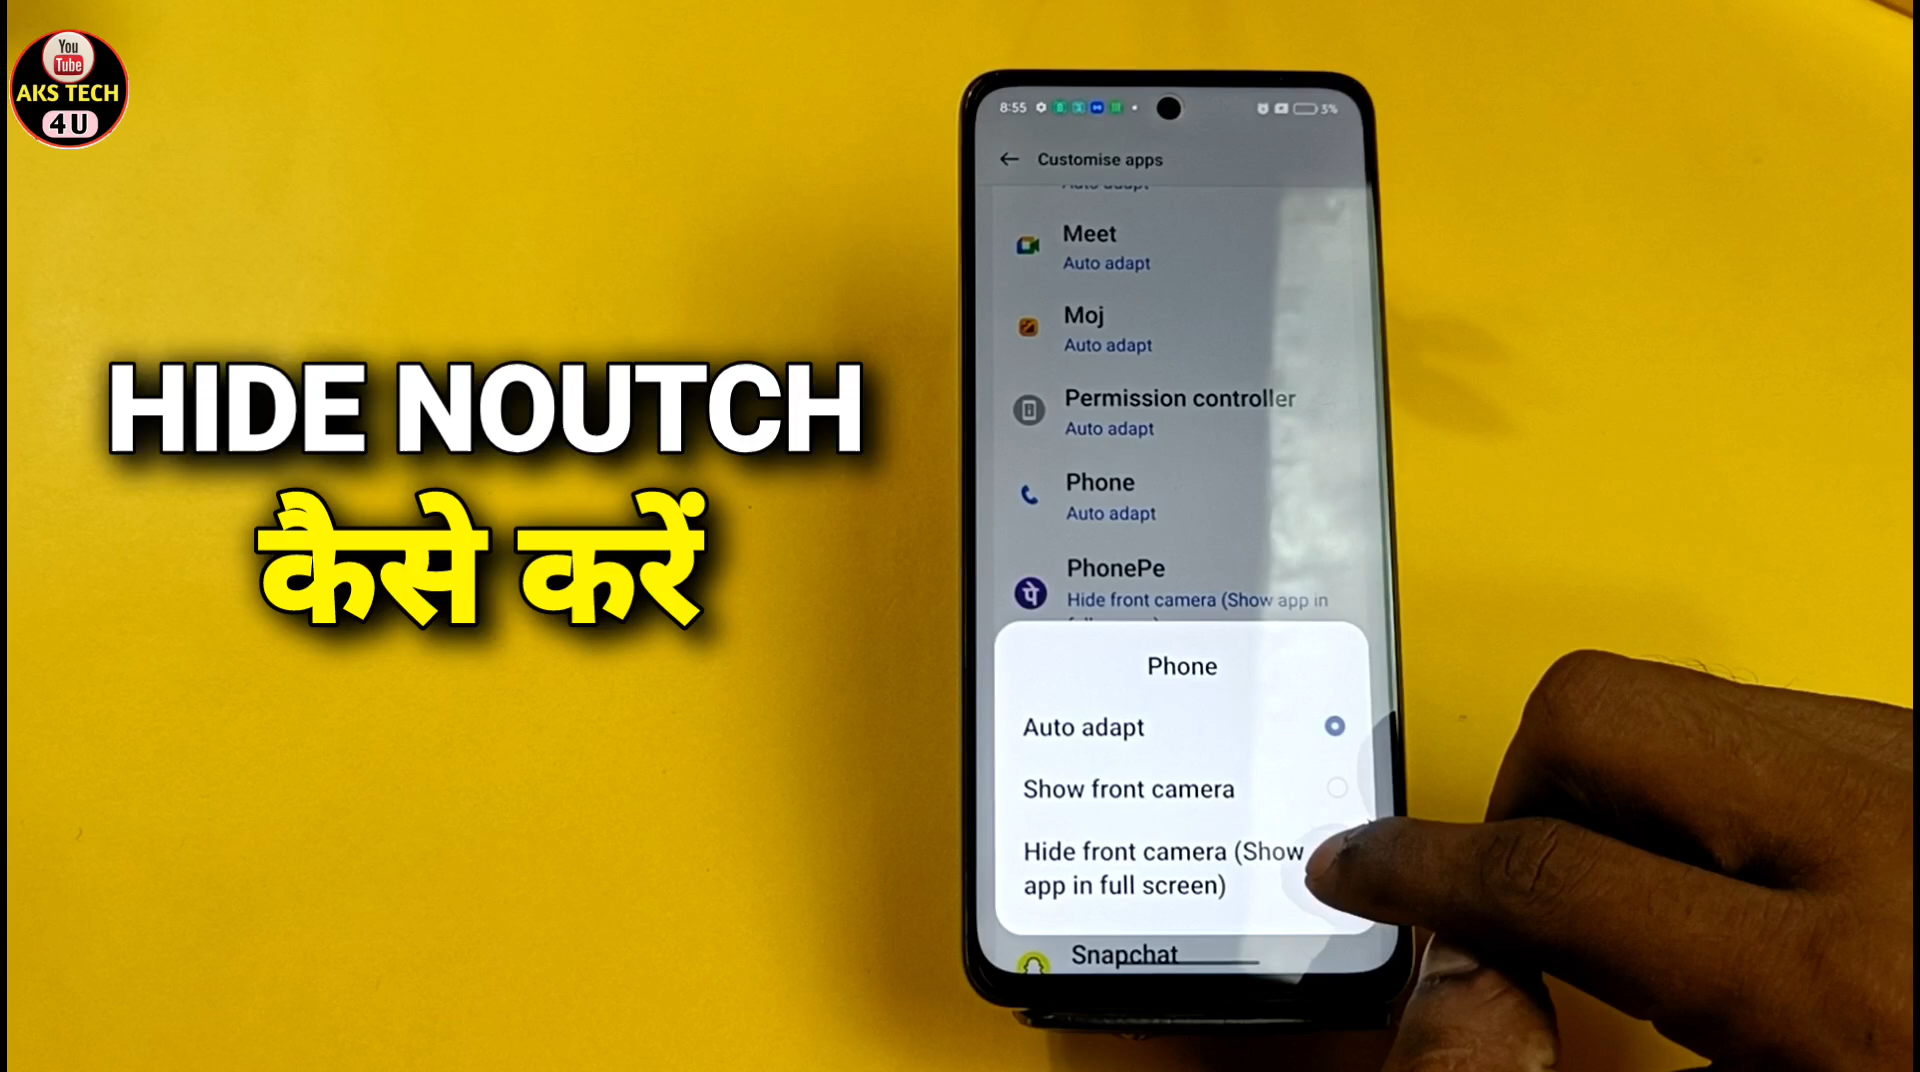 You
Tube
AKS TECH
4U
HIDE NOUTCH
कैसे करें
8:55
3%
Customise apps
Auto adapt
Meet
Auto adapt
Moj
Auto adapt
Permission controller
Auto adapt
Phone
Auto adapt
PhonePe
Hide front camera (Show app in
Phone
Auto adapt
Show front camera
Hide front camera (Show
app in full screen)
Snapchat